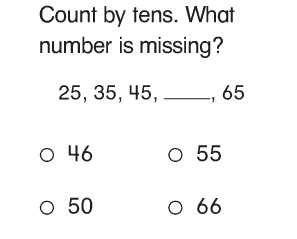 Count by tens. What
number is missing?
25, 35, 45, ____, 65
○ 46 ○ 55
○ 50 ○ 66